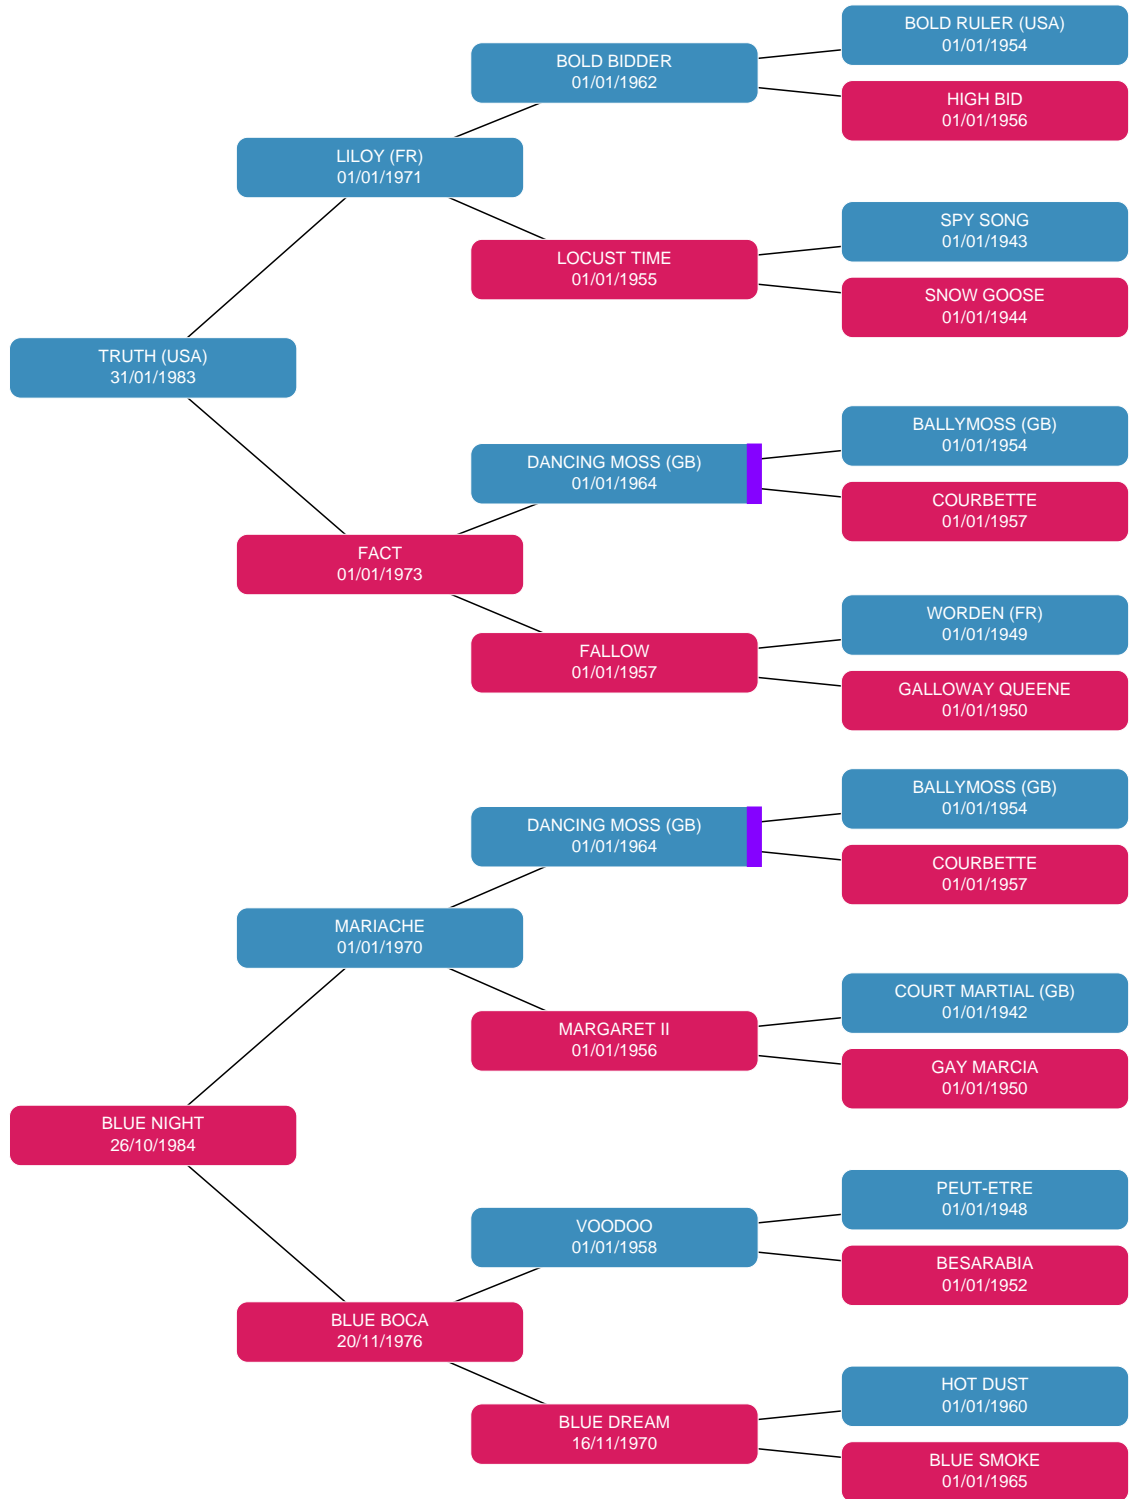 BOLD RULER (USA)
01/01/1954
BOLD BIDDER
01/01/1962
HIGH BID
01/01/1956
LILOY (FR)
01/01/1971
SPY SONG
01/01/1943
LOCUST TIME
01/01/1955
SNOW GOOSE
01/01/1944
TRUTH (USA)
31/01/1983
BALLYMOSS (GB)
01/01/1954
DANCING MOSS (GB)
01/01/1964
COURBETTE
01/01/1957
FACT
01/01/1973
WORDEN (FR)
01/01/1949
FALLOW
01/01/1957
GALLOWAY QUEENE
01/01/1950
BALLYMOSS (GB)
01/01/1954
DANCING MOSS (GB)
01/01/1964
COURBETTE
01/01/1957
MARIACHE
01/01/1970
COURT MARTIAL (GB)
01/01/1942
MARGARET II
01/01/1956
GAY MARCIA
01/01/1950
BLUE NIGHT
26/10/1984
PEUT-ETRE
01/01/1948
VOODOO
01/01/1958
BESARABIA
01/01/1952
BLUE BOCA
20/11/1976
HOT DUST
01/01/1960
BLUE DREAM
16/11/1970
BLUE SMOKE
01/01/1965